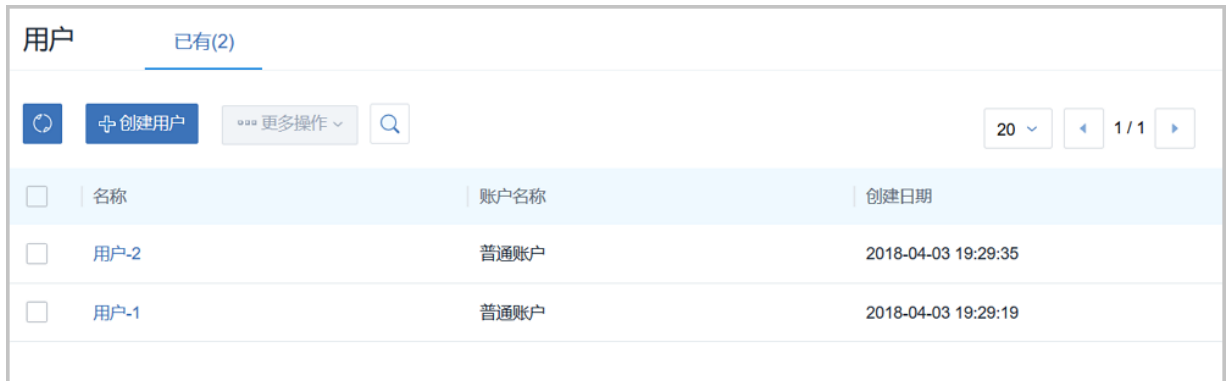 用户 已有(2)
创建用户 更多操作 20 1 / 1
名称 账户名称 创建日期
用户-2 普通账户 2018-04-03 19:29:35
用户-1 普通账户 2018-04-03 19:29:19